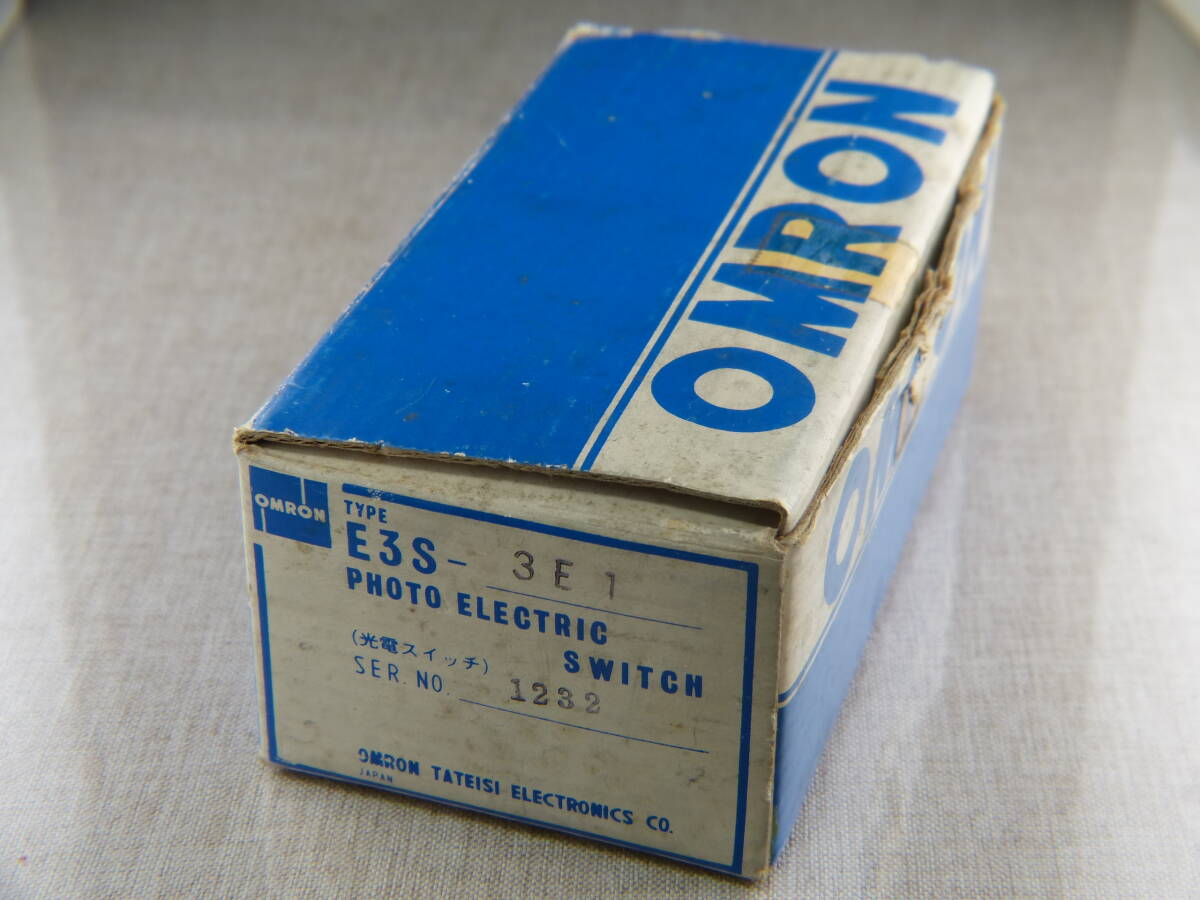 OMRON
OMRON
TYPE
E3S- 3E1
PHOTO ELECTRIC
SWITCH
(光電スイッチ)
SER. NO. 1232
OMRON TATEISI ELECTRONICS CO.
JAPAN